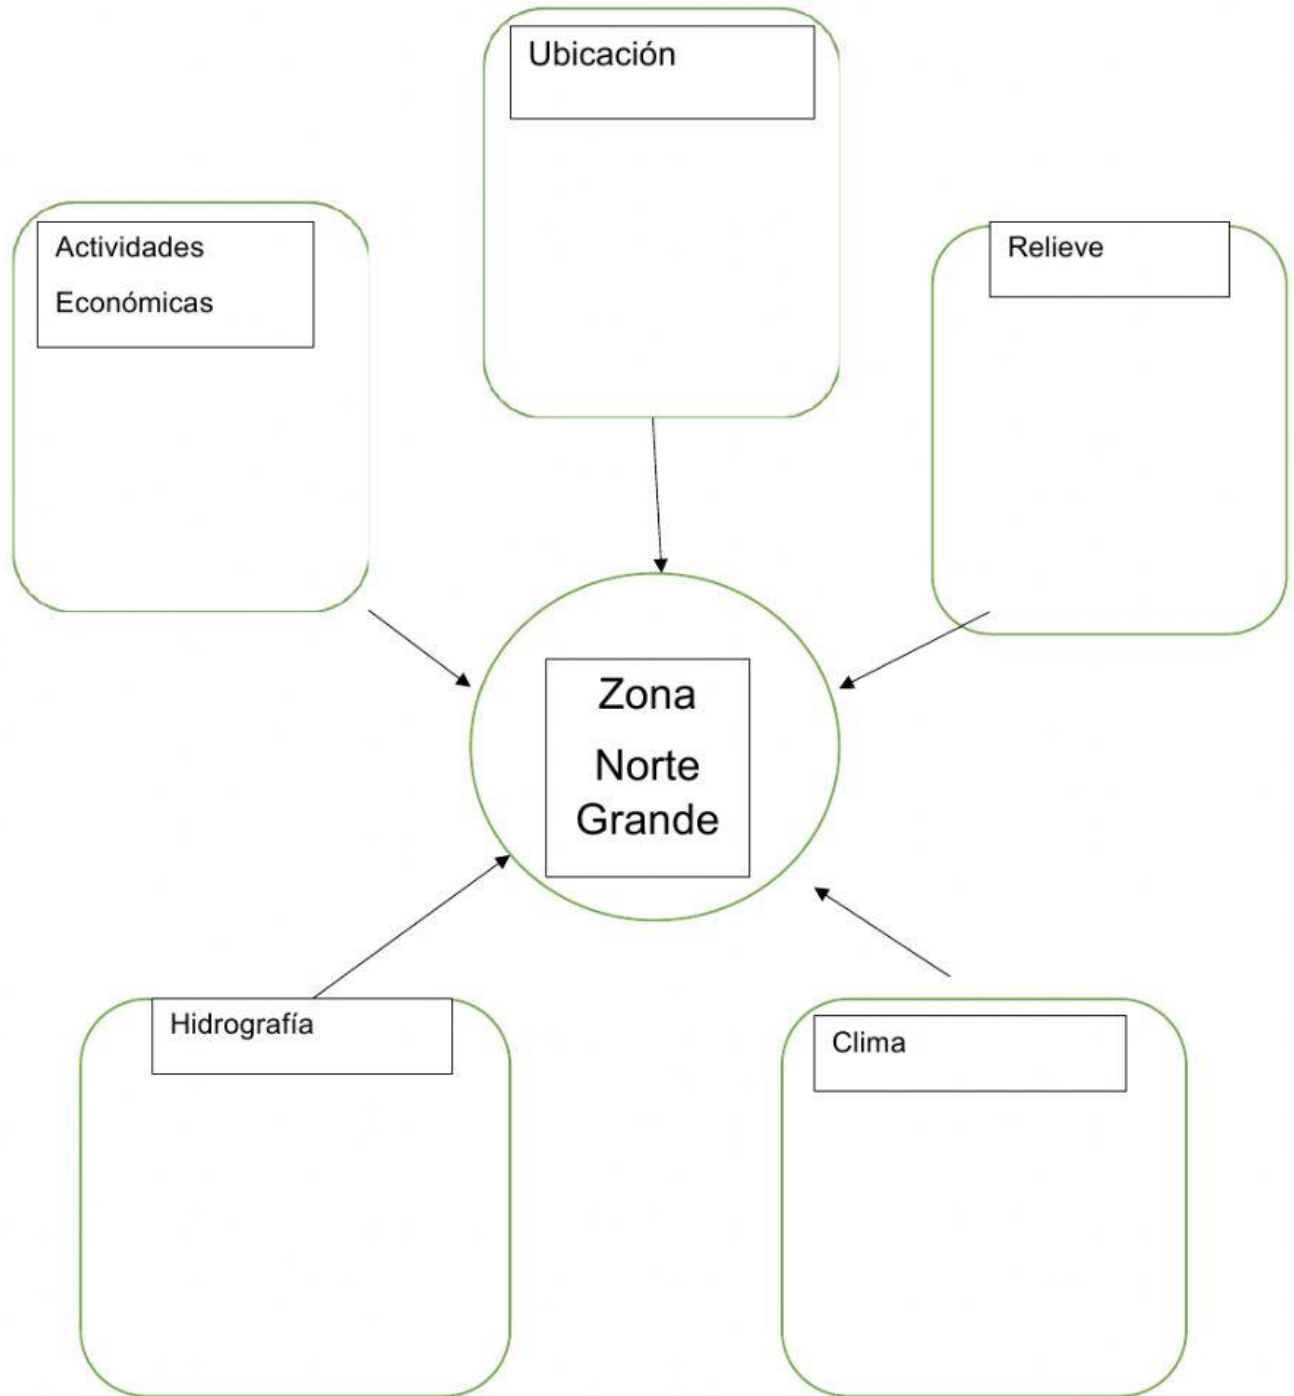 Ubicación
Actividades
Económicas
Relieve
Zona
Norte
Grande
Hidrografía
Clima